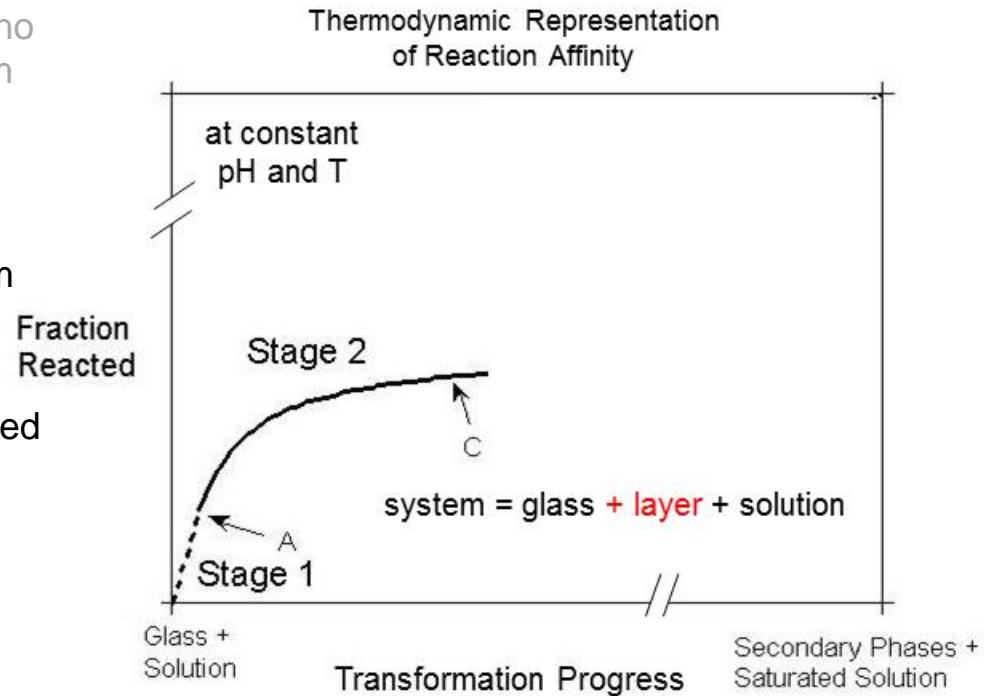 Thermodynamic Representation
of Reaction Affinity
at constant
pH and T
Fraction
Reacted
Stage 2
C
system = glass + layer + solution
A
Stage 1
Glass +
Solution
Secondary Phases +
Saturated Solution
Transformation Progress